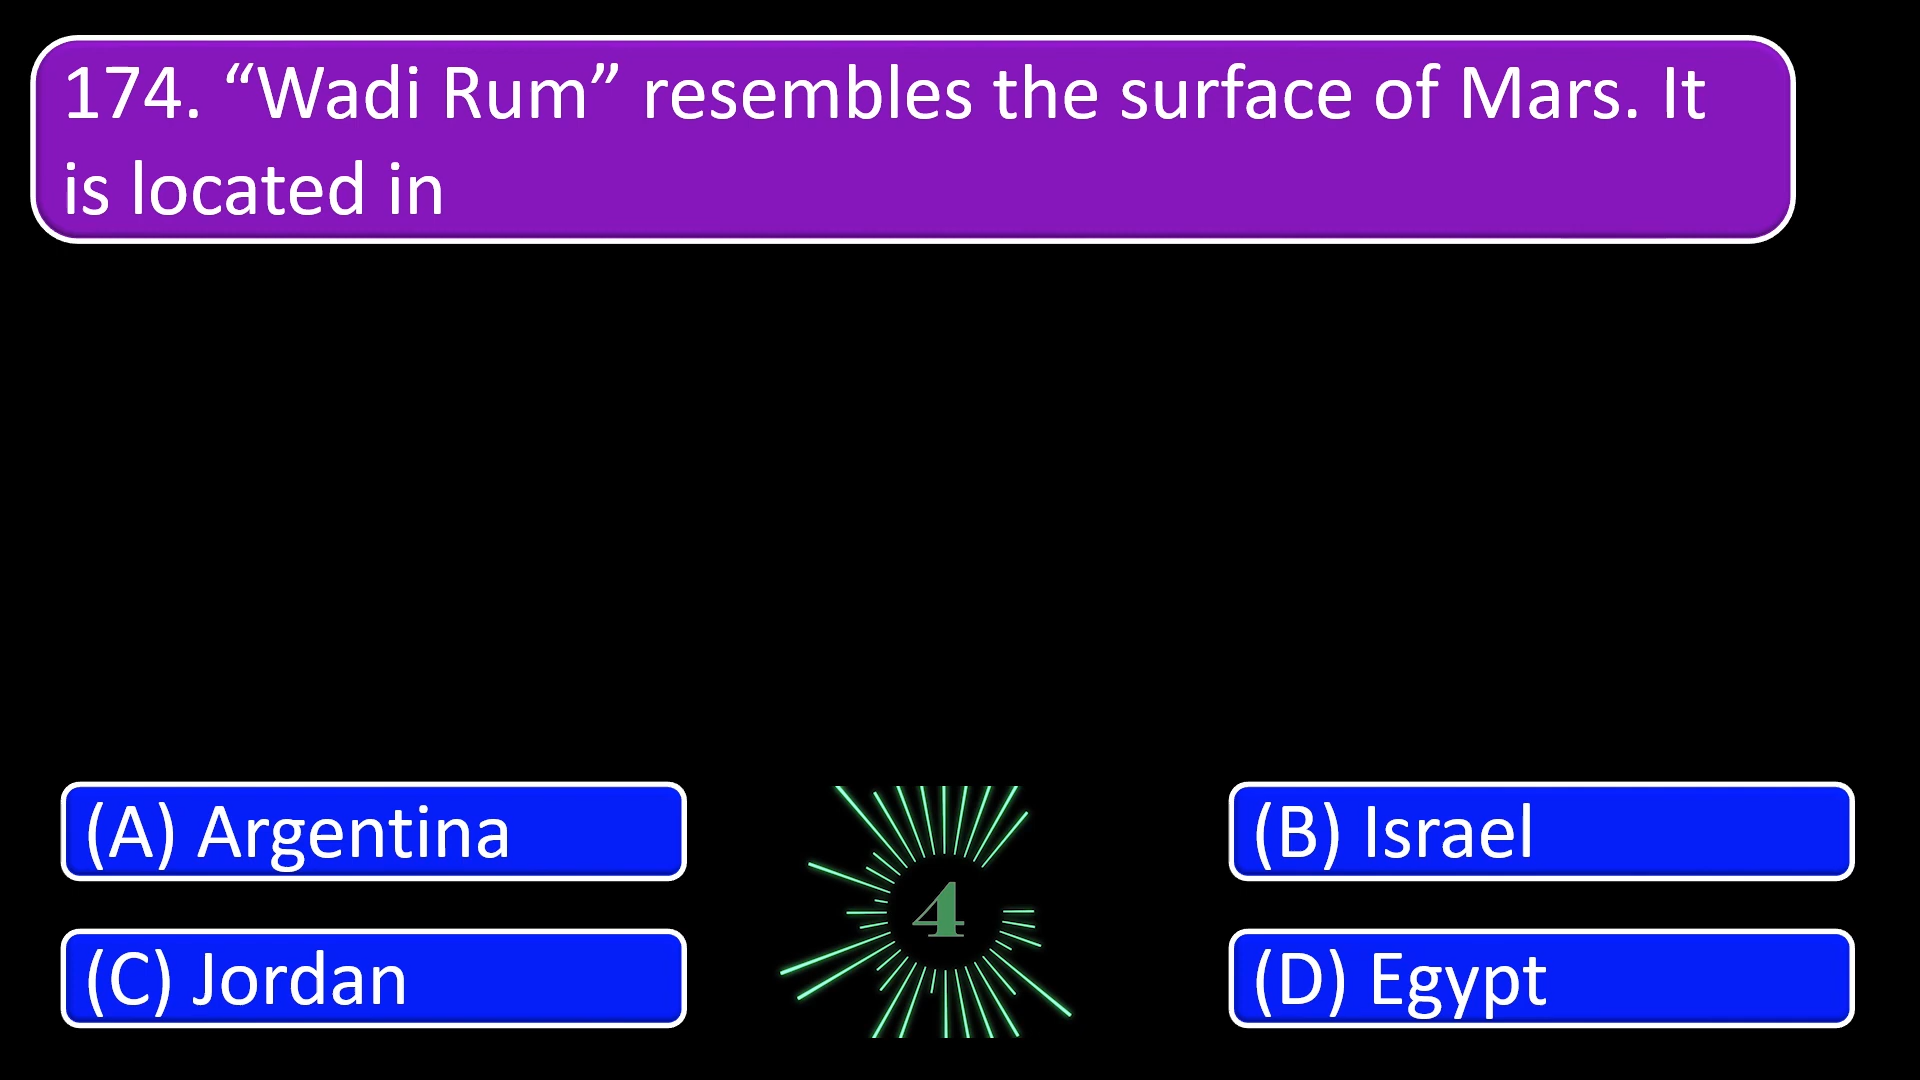 174. “Wadi Rum” resembles the surface of Mars. It
is located in
(A) Argentina
(B) Israel
4
(C) Jordan
(D) Egypt